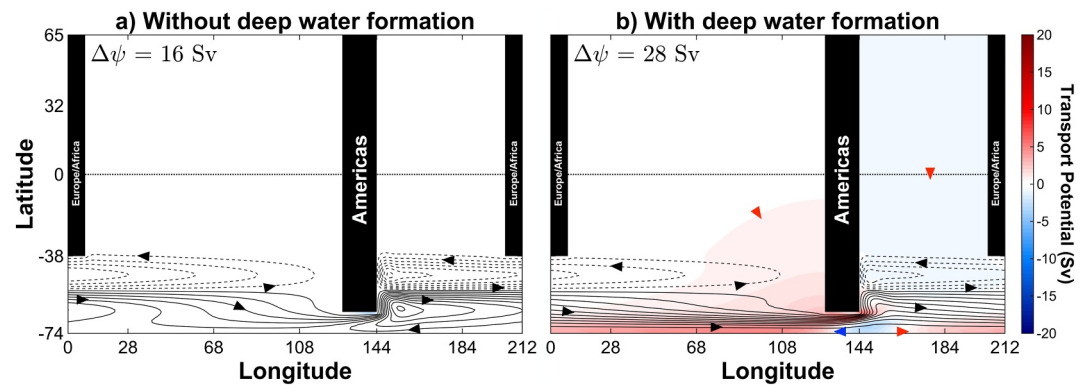 a) Without deep water formation
b) With deep water formation
Δψ = 16 Sv
Δψ = 28 Sv
65
32
0
-38
-74
Latitude
Europe/Africa
Americas
Europe/Africa
Europe/Africa
Americas
Europe/Africa
0 28 68 108 144 184 212
0 28 68 108 144 184 212
Longitude
Longitude
20
15
10
5
0
-5
-10
-15
-20
Transport Potential (Sv)